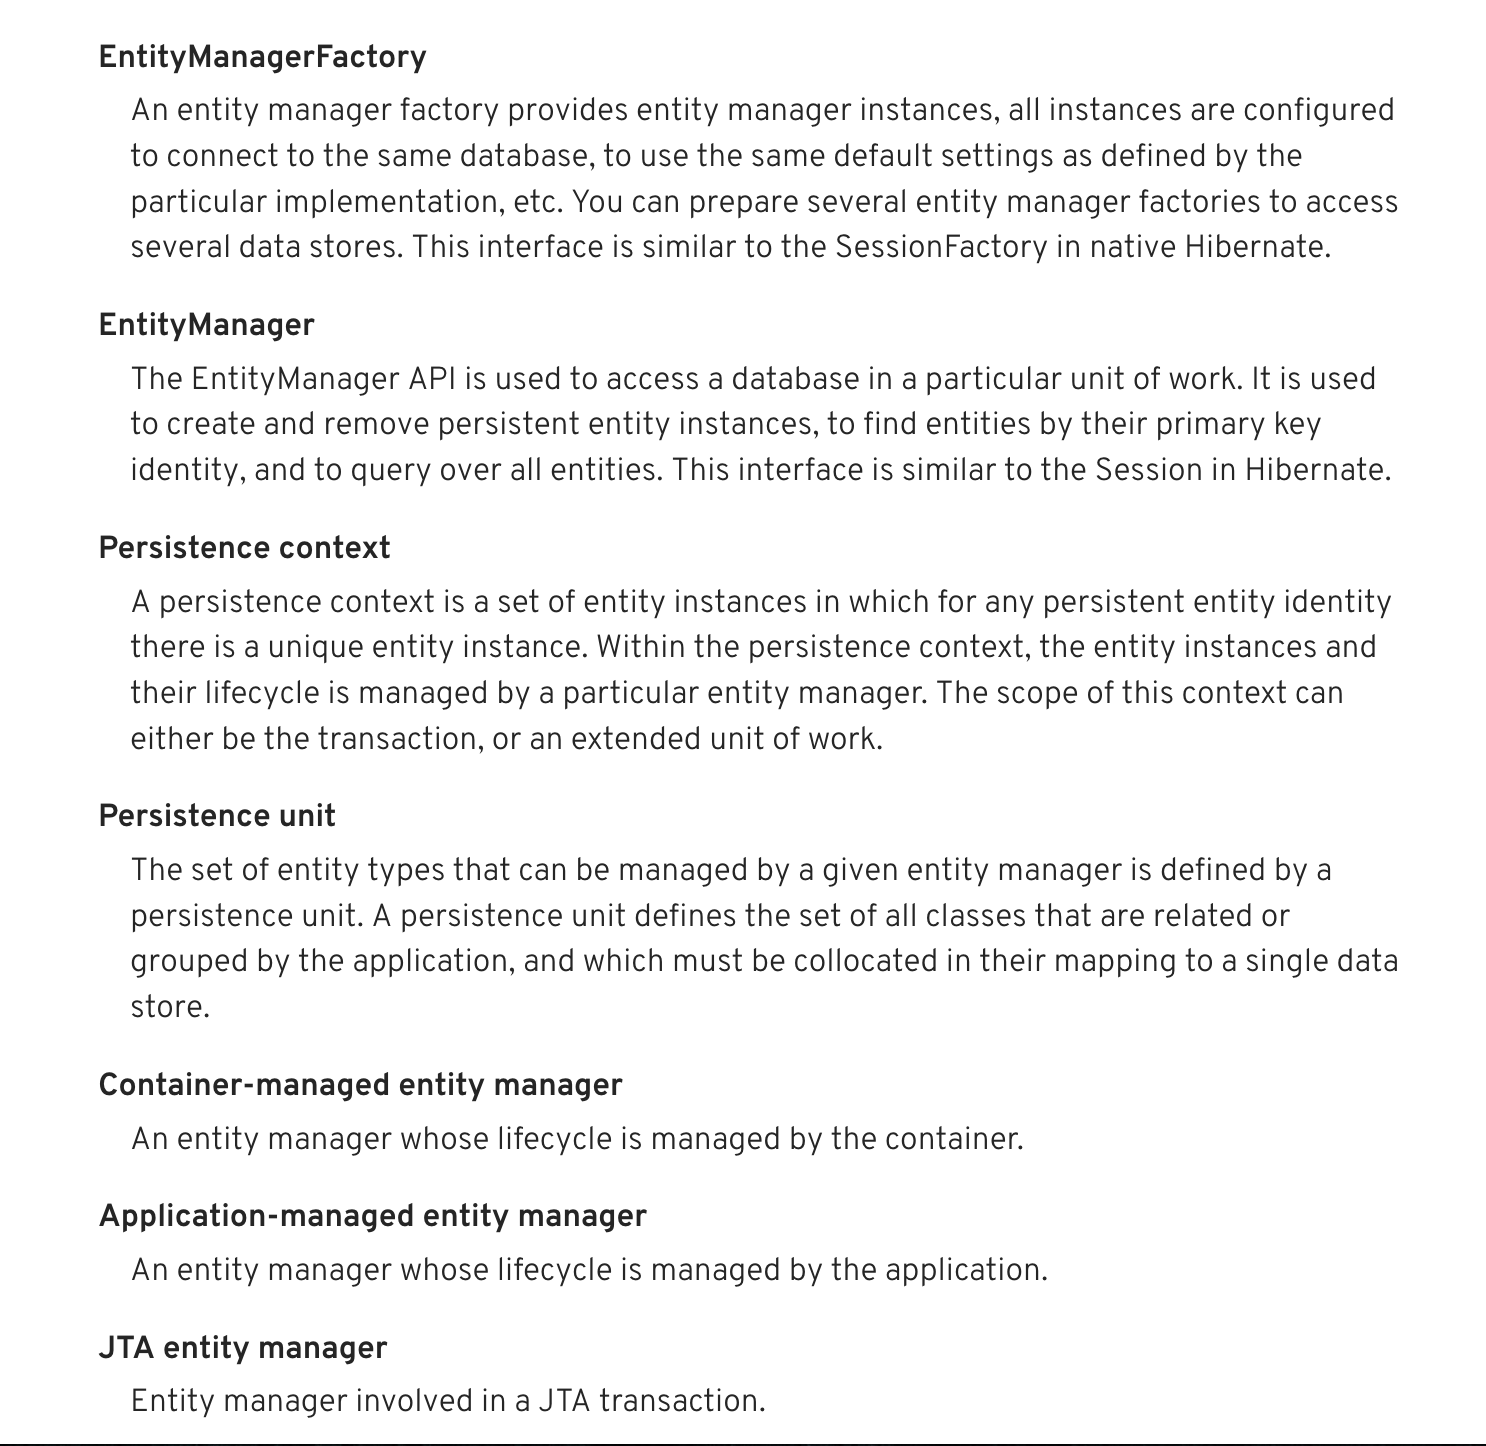 EntityManagerFactory
An entity manager factory provides entity manager instances, all instances are configured
to connect to the same database, to use the same default settings as defined by the
particular implementation, etc. You can prepare several entity manager factories to access
several data stores. This interface is similar to the SessionFactory in native Hibernate.
EntityManager
The EntityManager API is used to access a database in a particular unit of work. It is used
to create and remove persistent entity instances, to find entities by their primary key
identity, and to query over all entities. This interface is similar to the Session in Hibernate.
Persistence context
A persistence context is a set of entity instances in which for any persistent entity identity
there is a unique entity instance. Within the persistence context, the entity instances and
their lifecycle is managed by a particular entity manager. The scope of this context can
either be the transaction, or an extended unit of work.
Persistence unit
The set of entity types that can be managed by a given entity manager is defined by a
persistence unit. A persistence unit defines the set of all classes that are related or
grouped by the application, and which must be collocated in their mapping to a single data
store.
Container-managed entity manager
An entity manager whose lifecycle is managed by the container.
Application-managed entity manager
An entity manager whose lifecycle is managed by the application.
JTA entity manager
Entity manager involved in a JTA transaction.